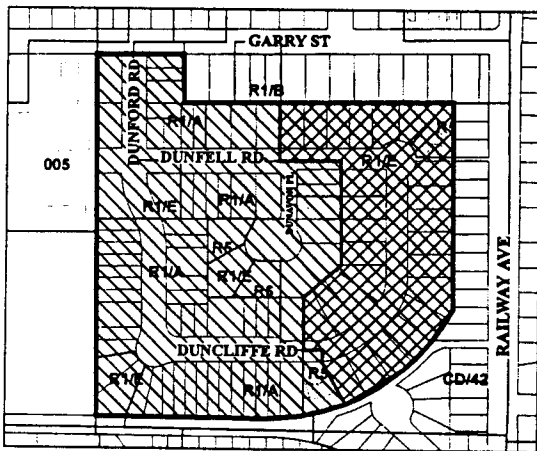 GARRY ST
DUNFORD RD
R1/B
R1/A
005
DUNFELL RD
R1/E
R1/E
R1/A
DUNAVON PL
RAILWAY AVE
R5
R1/A
R1/E
R5
DUNCLIFFE RD
R1/E
R5
CD/42
R1/A